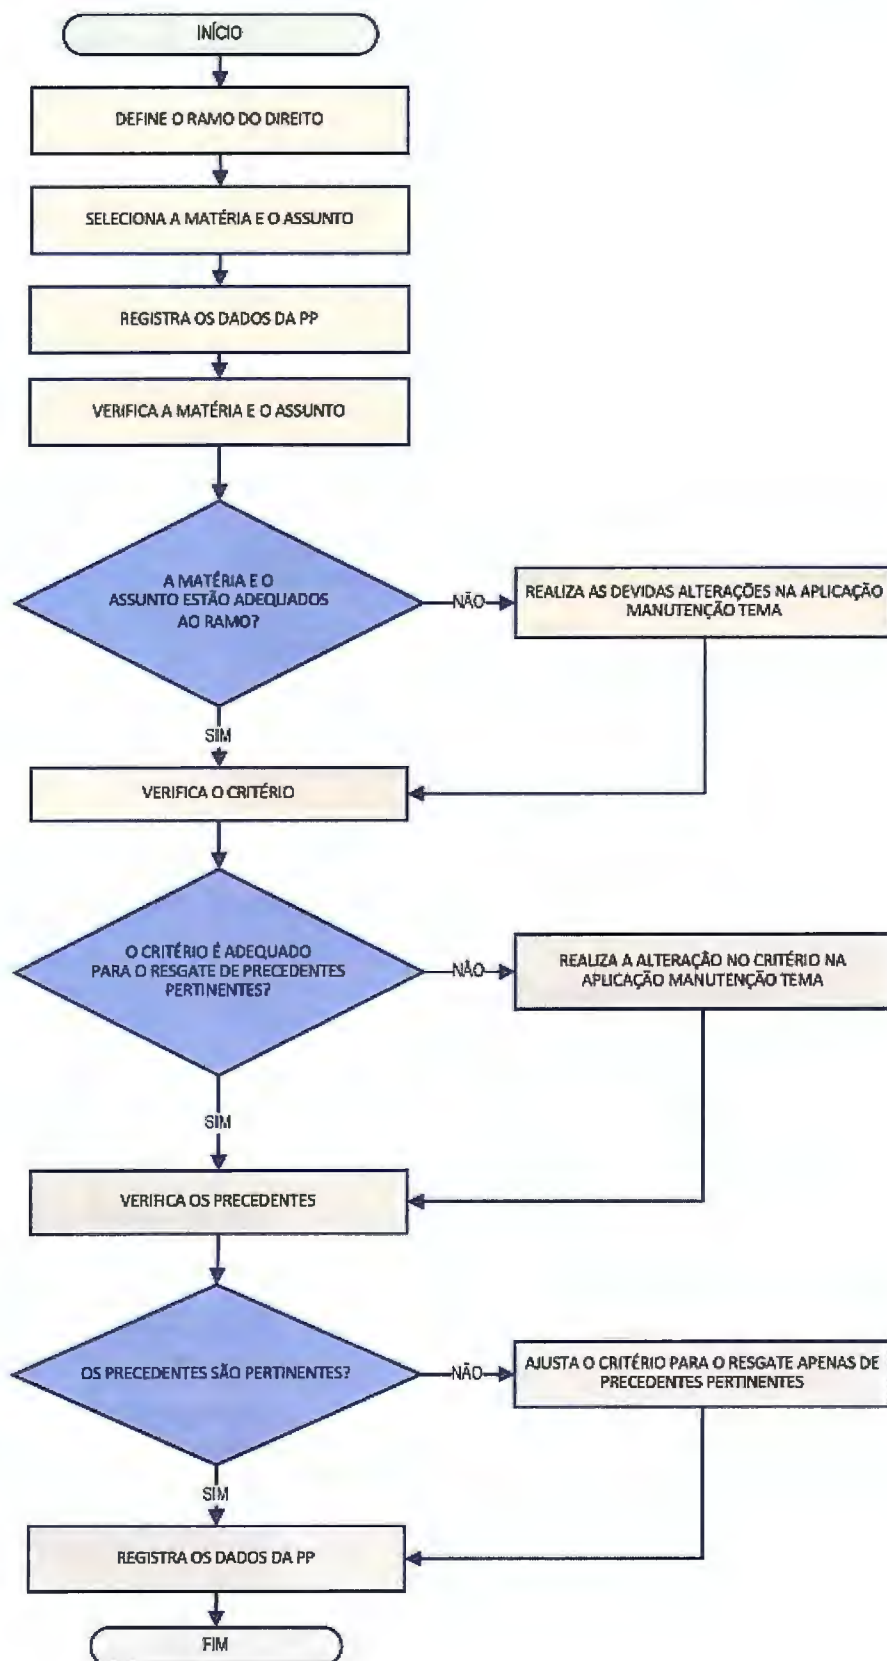 INÍCIO
DEFINE O RAMO DO DIREITO
SELECIONA A MATÉRIA E O ASSUNTO
REGISTRA OS DADOS DA PP
VERIFICA A MATÉRIA E O ASSUNTO
A MATÉRIA E O
ASSUNTO ESTÃO ADEQUADOS
AO RAMO?
NÃO
REALIZA AS DEVIDAS ALTERAÇÕES NA APLICAÇÃO
MANUTENÇÃO TEMA
SIM
VERIFICA O CRITÉRIO
O CRITÉRIO É ADEQUADO
PARA O RESGATE DE PRECEDENTES
PERTINENTES?
NÃO
REALIZA A ALTERAÇÃO NO CRITÉRIO NA
APLICAÇÃO MANUTENÇÃO TEMA
SIM
VERIFICA OS PRECEDENTES
OS PRECEDENTES SÃO PERTINENTES?
NÃO
AJUSTA O CRITÉRIO PARA O RESGATE APENAS DE
PRECEDENTES PERTINENTES
SIM
REGISTRA OS DADOS DA PP
FIM